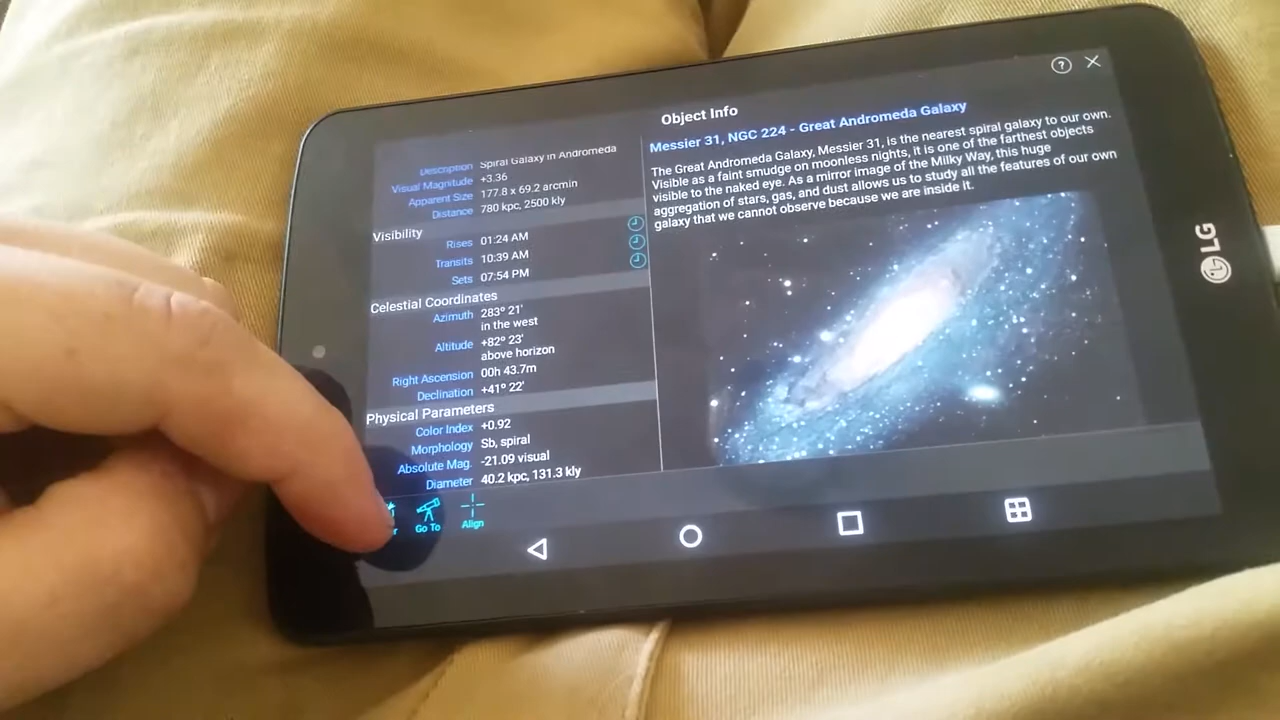 Object Info
Description Spiral Galaxy in Andromeda
Visual Magnitude +3.36
Apparent Size 177.8 x 69.2 arcmin
Distance 780 kpc, 2500 kly
Visibility
Rises 01:24 AM
Transits 10:39 AM
Sets 07:54 PM
Celestial Coordinates
Azimuth 283º 21'
in the west
Altitude +82º 23'
above horizon
Right Ascension 00h 43.7m
Declination +41º 22'
Physical Parameters
Color Index +0.92
Morphology Sb, spiral
Absolute Mag. -21.09 visual
Diameter 40.2 kpc, 131.3 kly
Go To
Align
Messier 31, NGC 224 - Great Andromeda Galaxy
The Great Andromeda Galaxy, Messier 31, is the nearest spiral galaxy to our own.
Visible as a faint smudge on moonless nights, it is one of the farthest objects
visible to the naked eye. As a mirror image of the Milky Way, this huge
aggregation of stars, gas, and dust allows us to study all the features of our own
galaxy that we cannot observe because we are inside it.
LG